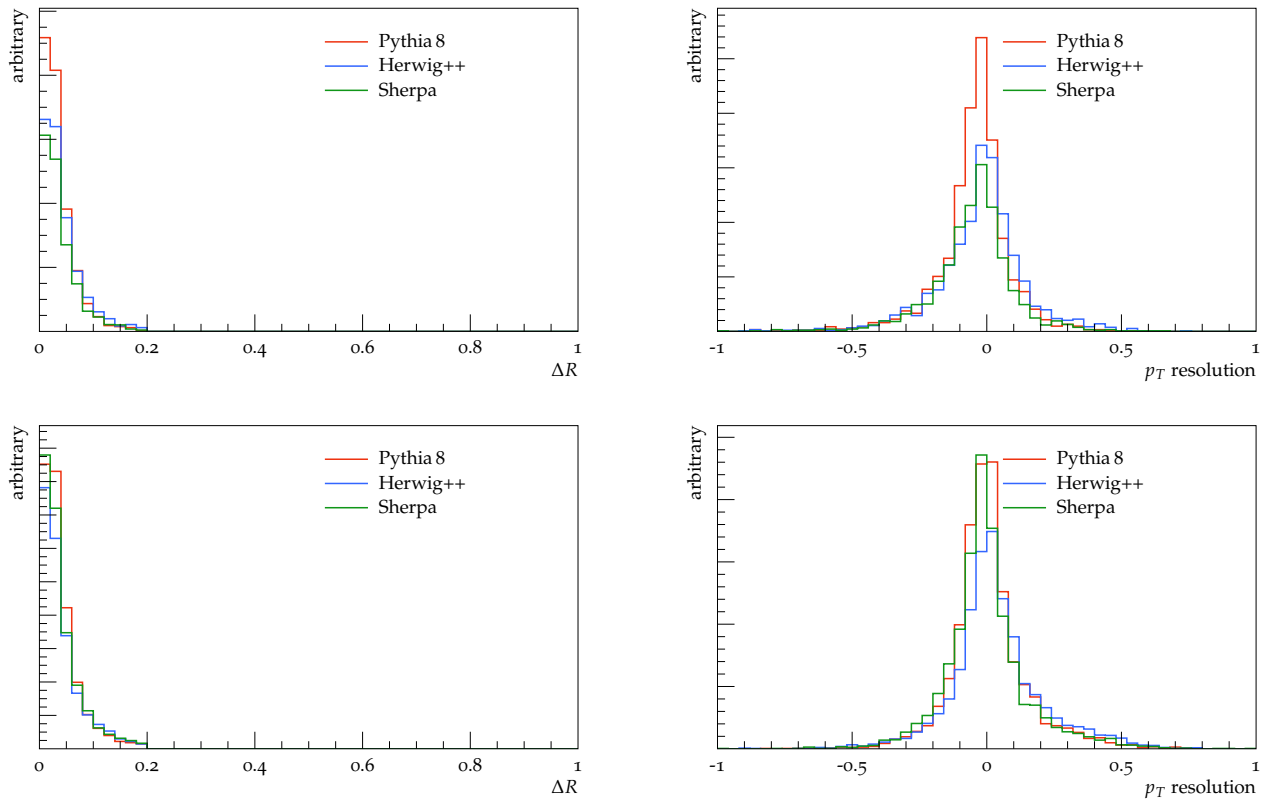 arbitrary
Pythia 8
Herwig++
Sherpa
0 0.2 0.4 0.6 0.8 1
ΔR
arbitrary
Pythia 8
Herwig++
Sherpa
-1 -0.5 0 0.5 1
pT resolution
arbitrary
Pythia 8
Herwig++
Sherpa
0 0.2 0.4 0.6 0.8 1
ΔR
arbitrary
Pythia 8
Herwig++
Sherpa
-1 -0.5 0 0.5 1
pT resolution